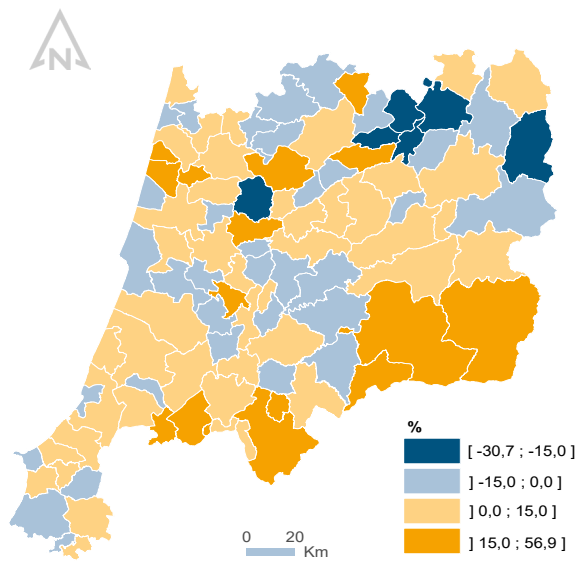 N
%
[ -30,7 ; -15,0 ]
] -15,0 ; 0,0 ]
] 0,0 ; 15,0 ]
] 15,0 ; 56,9 ]
0 20
Km